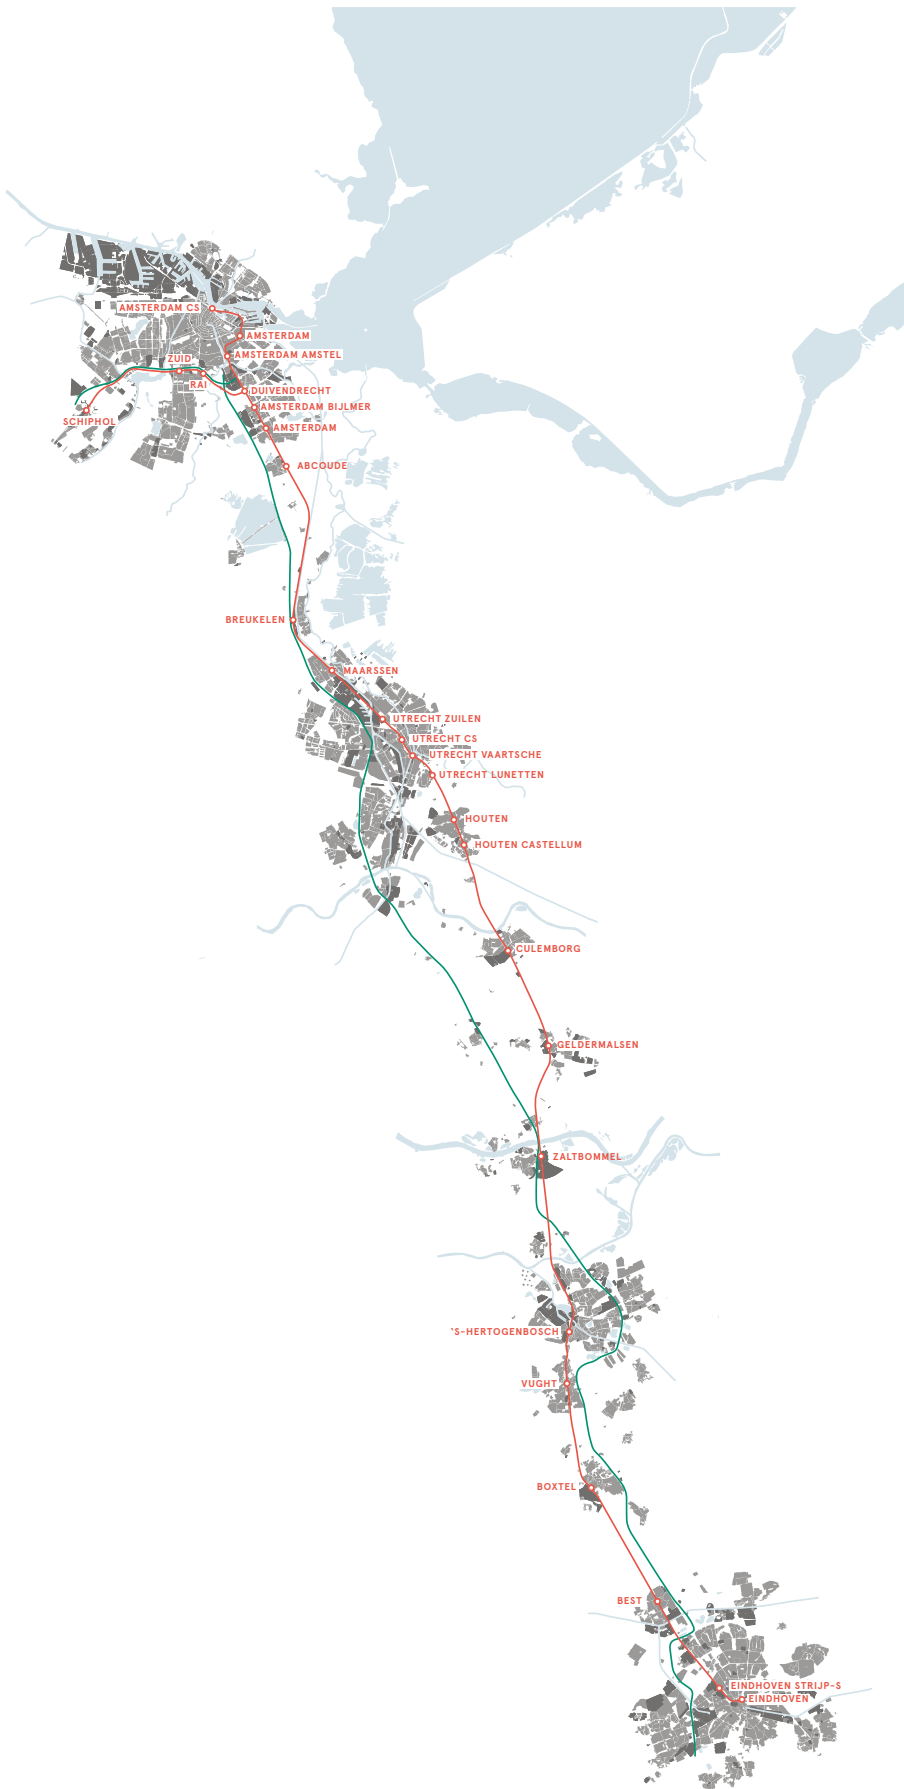 AMSTERDAM CS
AMSTERDAM
AMSTERDAM AMSTEL
ZUID
RAI
DUIVENDRECHT
AMSTERDAM BIJLMER
SCHIPHOL
AMSTERDAM
ABCOUDE
BREUKELEN
MAARSSEN
UTRECHT ZUILEN
UTRECHT CS
UTRECHT VAARTSCHE
UTRECHT LUNETTEN
HOUTEN
HOUTEN CASTELLUM
CULEMBORG
GELDERMALSEN
ZALTBOMMEL
'S-HERTOGENBOSCH
VUGHT
BOXTEL
BEST
EINDHOVEN STRIJP-S
EINDHOVEN